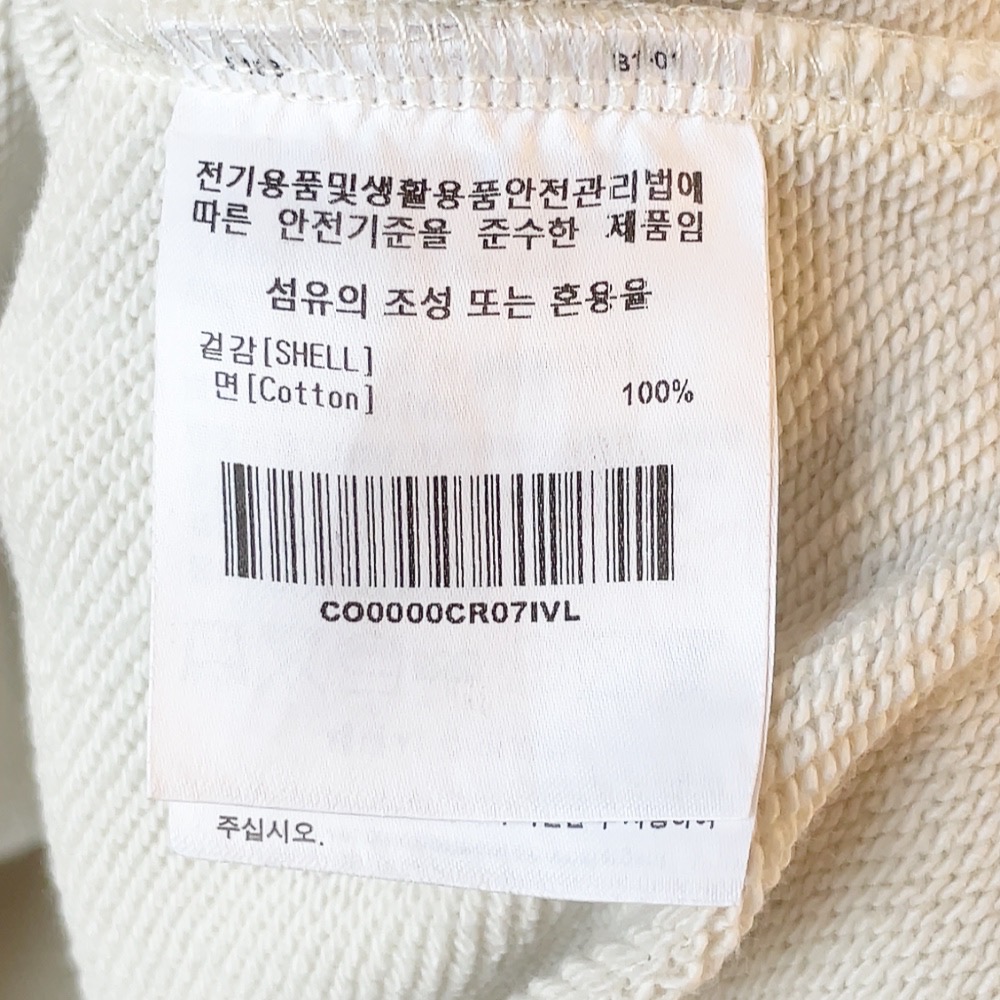 전기용품및생활용품안전관리법에
따른 안전기준을 준수한 제품임
섬유의 조성 또는 혼용율
겉감[SHELL]
면[Cotton] 100%
CO0000CR07IVL
주십시오.